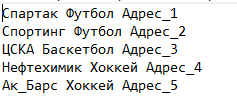 Спартак Футбол Адрес_1
Спортинг Футбол Адрес_2
ЦСКА Баскетбол Адрес_3
Нефтехимик Хоккей Адрес_4
Ак_Барс Хоккей Адрес_5